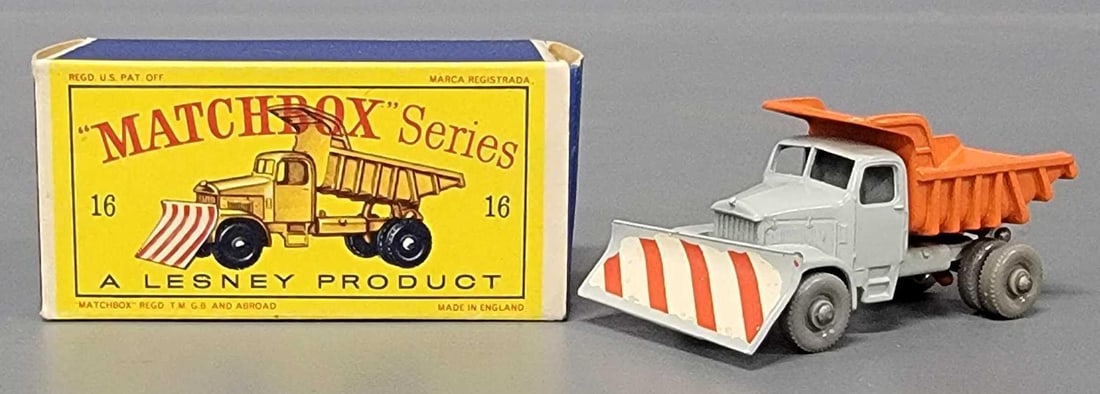 REGD. U.S. PAT. OFF. MARCA REGISTRADA.
"MATCHBOX" Series
16 16
A LESNEY PRODUCT
"MATCHBOX" REGD. T.M. G.B. AND ABROAD MADE IN ENGLAND